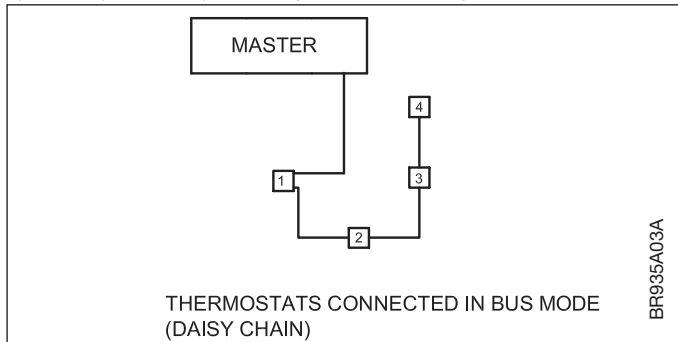 MASTER
4
1
3
2
THERMOSTATS CONNECTED IN BUS MODE
(DAISY CHAIN)
BR935A03A